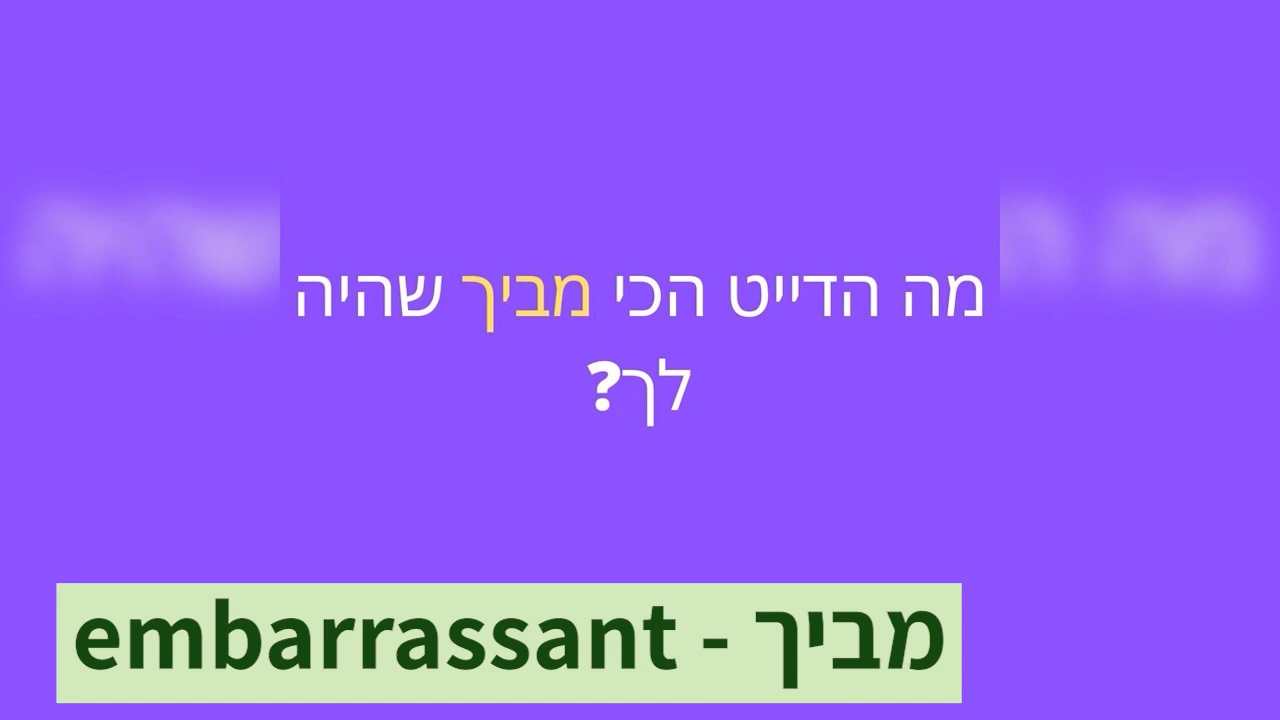 מה הדייט הכי מביך שהיה
לך?
embarrassant - מביך